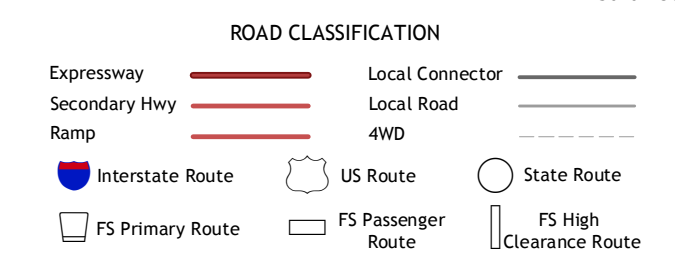 ROAD CLASSIFICATION
Expressway
Local Connector
Secondary Hwy
Local Road
Ramp
4WD
Interstate Route
US Route
State Route
FS Primary Route
FS Passenger
Route
FS High
Clearance Route